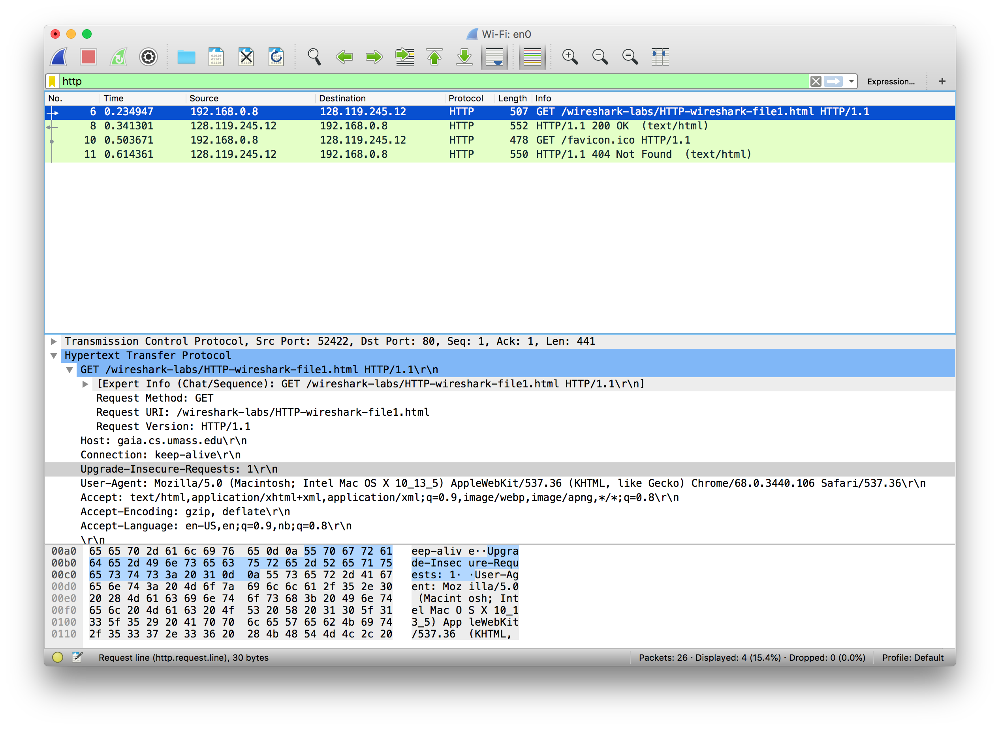 Wi-Fi: en0
http
Expression... +
No. Time Source Destination Protocol Length Info
6 0.234947 192.168.0.8 128.119.245.12 HTTP 507 GET /wireshark-labs/HTTP-wireshark-file1.html HTTP/1.1
8 0.341301 128.119.245.12 192.168.0.8 HTTP 552 HTTP/1.1 200 OK (text/html)
10 0.503671 192.168.0.8 128.119.245.12 HTTP 478 GET /favicon.ico HTTP/1.1
11 0.614361 128.119.245.12 192.168.0.8 HTTP 550 HTTP/1.1 404 Not Found (text/html)
Transmission Control Protocol, Src Port: 52422, Dst Port: 80, Seq: 1, Ack: 1, Len: 441
Hypertext Transfer Protocol
GET /wireshark-labs/HTTP-wireshark-file1.html HTTP/1.1\r\n
[Expert Info (Chat/Sequence): GET /wireshark-labs/HTTP-wireshark-file1.html HTTP/1.1\r\n]
Request Method: GET
Request URI: /wireshark-labs/HTTP-wireshark-file1.html
Request Version: HTTP/1.1
Host: gaia.cs.umass.edu\r\n
Connection: keep-alive\r\n
Upgrade-Insecure-Requests: 1\r\n
User-Agent: Mozilla/5.0 (Macintosh; Intel Mac OS X 10_13_5) AppleWebKit/537.36 (KHTML, like Gecko) Chrome/68.0.3440.106 Safari/537.36\r\n
Accept: text/html,application/xhtml+xml,application/xml;q=0.9,image/webp,image/apng,*/*;q=0.8\r\n
Accept-Encoding: gzip, deflate\r\n
Accept-Language: en-US,en;q=0.9,nb;q=0.8\r\n
\r\n
00a0 65 65 70 2d 61 6c 69 76 65 0d 0a 55 70 67 72 61 eep-aliv e··Upgra
00b0 64 65 2d 49 6e 73 65 63 75 72 65 2d 52 65 71 75 de-Insec ure-Requ
00c0 65 73 74 73 3a 20 31 0d 0a 55 73 65 72 2d 41 67 ests: 1· ·User-Ag
00d0 65 6e 74 3a 20 4d 6f 7a 69 6c 6c 61 2f 35 2e 30 ent: Moz illa/5.0
00e0 20 28 4d 61 63 69 6e 74 6f 73 68 3b 20 49 6e 74 (Macint osh; Int
00f0 65 6c 20 4d 61 63 20 4f 53 20 58 20 31 30 5f 31 el Mac O S X 10_1
0100 33 5f 35 29 20 41 70 70 6c 65 57 65 62 4b 69 74 3_5) App leWebKit
0110 2f 35 33 37 2e 33 36 20 28 4b 48 54 4d 4c 2c 20 /537.36 (KHTML,
Request line (http.request.line), 30 bytes Packets: 26 · Displayed: 4 (15.4%) · Dropped: 0 (0.0%) Profile: Default